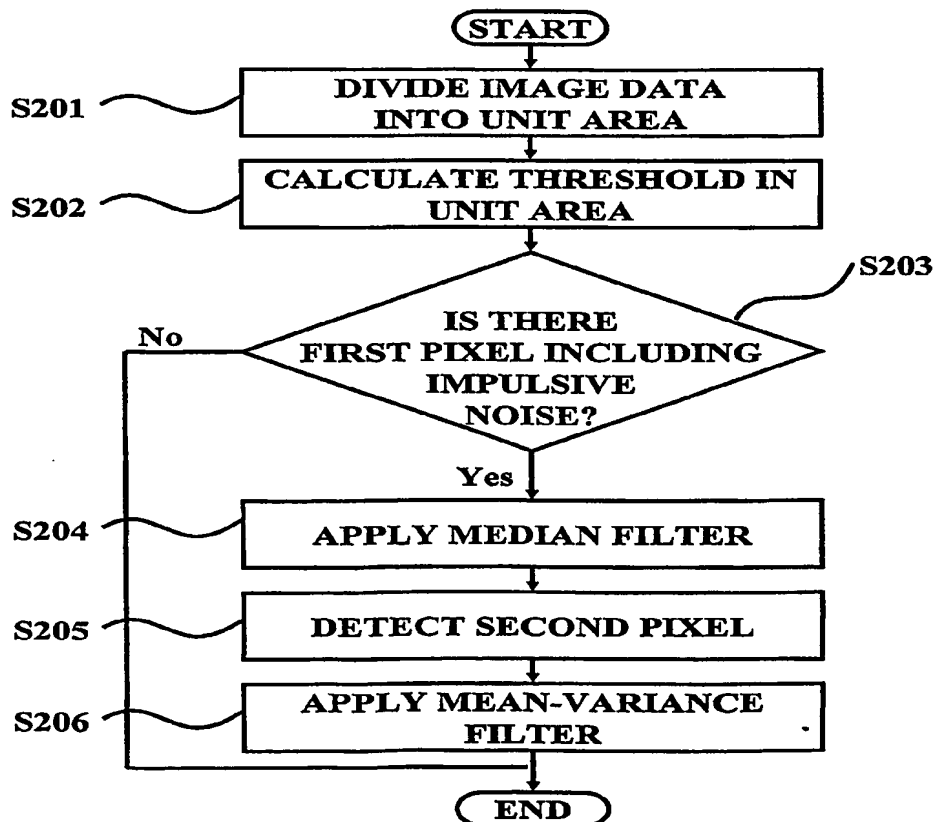 START
S201
DIVIDE IMAGE DATA
INTO UNIT AREA
S202
CALCULATE THRESHOLD IN
UNIT AREA
S203
IS THERE
FIRST PIXEL INCLUDING
IMPULSIVE
NOISE?
No
Yes
S204
APPLY MEDIAN FILTER
S205
DETECT SECOND PIXEL
S206
APPLY MEAN-VARIANCE
FILTER
END